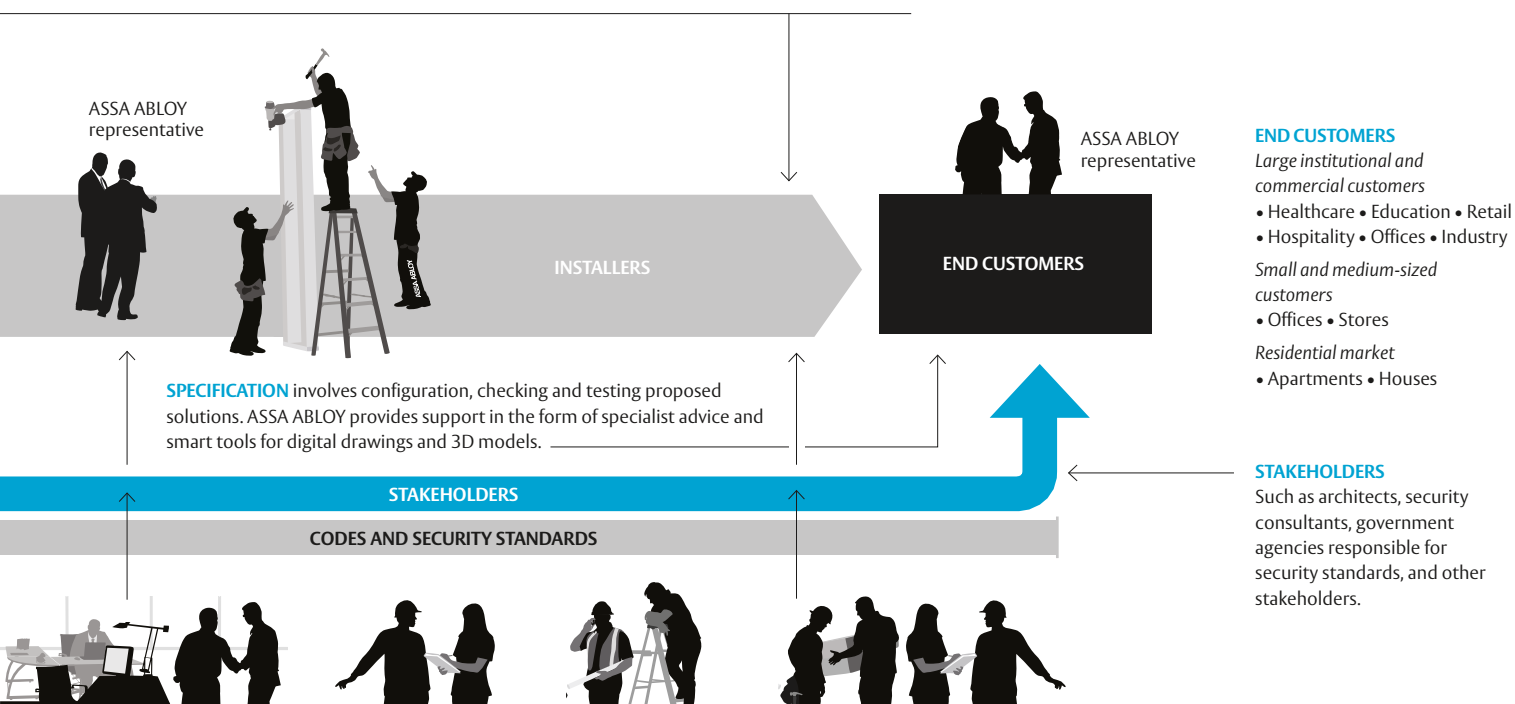 ASSA ABLOY
representative
ASSA ABLOY
INSTALLERS
END CUSTOMERS
ASSA ABLOY
representative
END CUSTOMERS
Large institutional and
commercial customers
• Healthcare • Education • Retail
• Hospitality • Offices • Industry
Small and medium-sized
customers
• Offices • Stores
Residential market
• Apartments • Houses
SPECIFICATION involves configuration, checking and testing proposed
solutions. ASSA ABLOY provides support in the form of specialist advice and
smart tools for digital drawings and 3D models.
STAKEHOLDERS
CODES AND SECURITY STANDARDS
STAKEHOLDERS
Such as architects, security
consultants, government
agencies responsible for
security standards, and other
stakeholders.